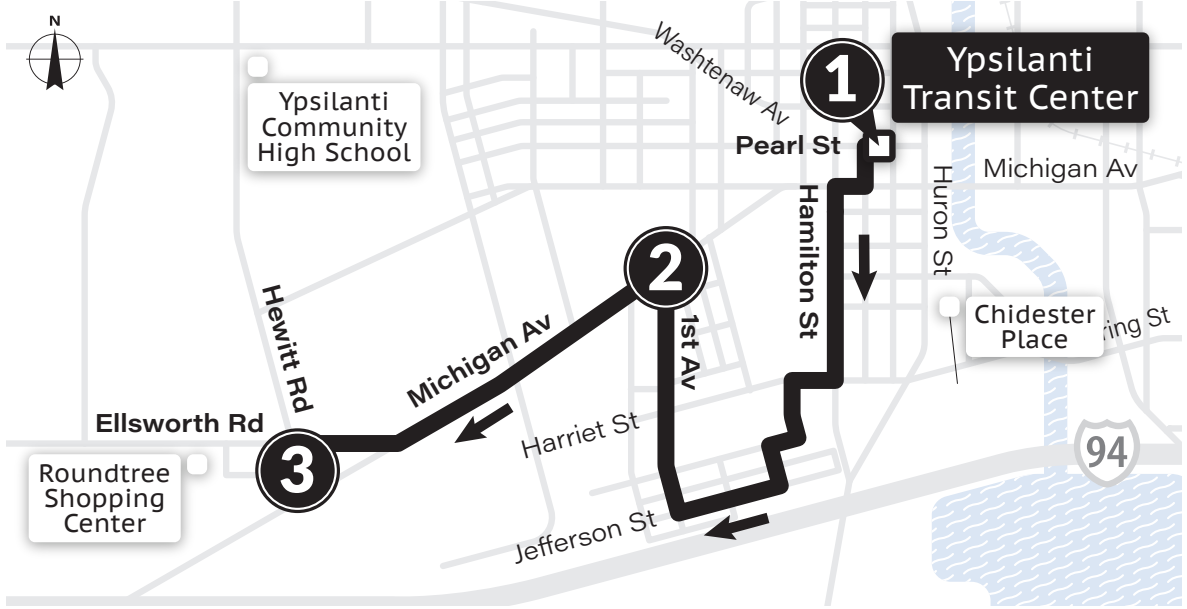 N
Washtenaw Av
1
Ypsilanti
Transit Center
Ypsilanti
Community
High School
Pearl St
Michigan Av
Huron St
Hamilton St
2
Hewitt Rd
Michigan Av
1st Av
Chidester
Place
ring St
Ellsworth Rd
Harriet St
3
Roundtree
Shopping
Center
94
Jefferson St